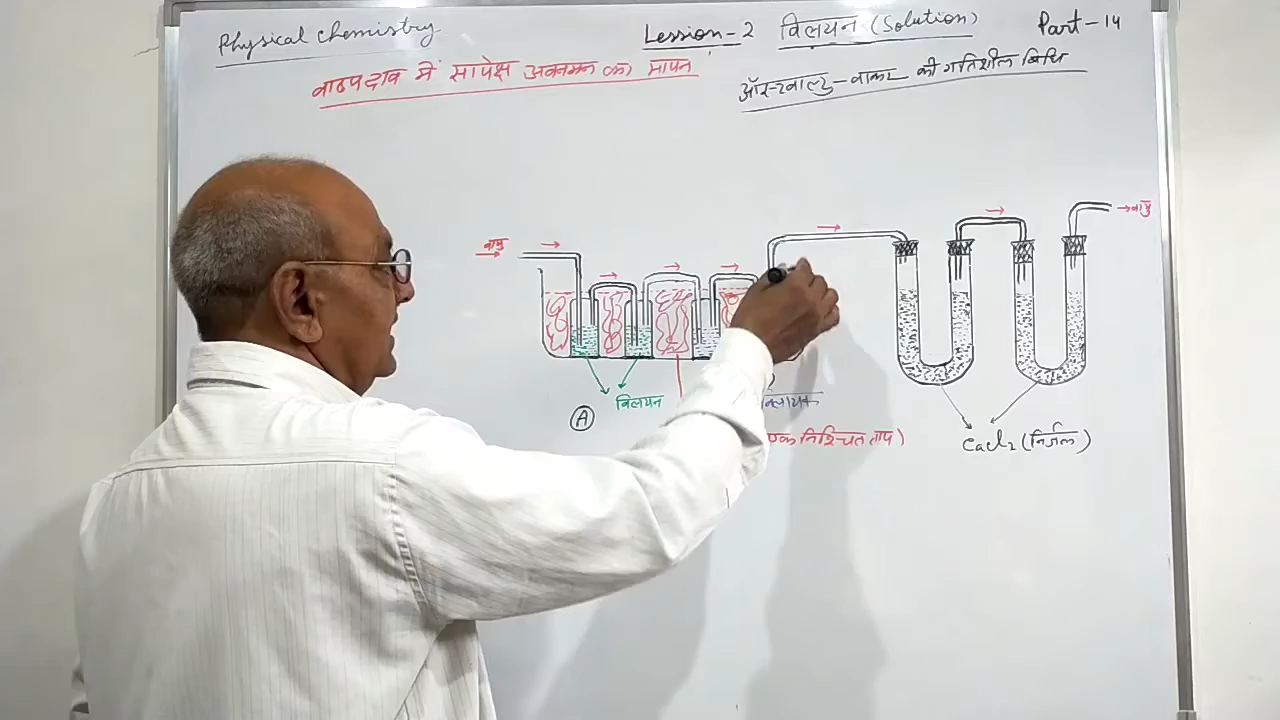 Physical chemistry
Lession-2 विलयन (Solution) Part-14
वाष्पदाब में सापेक्ष अवनमन का मापन
ऑस्टवाल्ड-वाकर की गतिशील विधि
वायु
वायु
विलयन
(A)
एक निश्चित ताप)
CaCl2 (निर्जल)